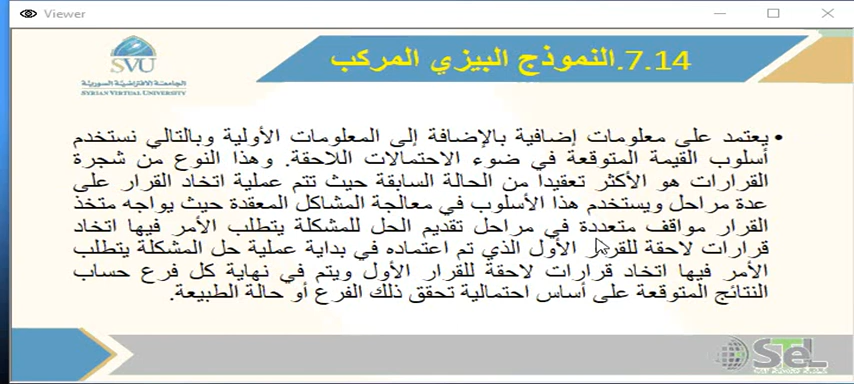 Viewer
7.14.النموذج البيزي المركب
SVU
الجامعة الافتراضية السورية
SYRIAN VIRTUAL UNIVERSITY
• يعتمد على معلومات إضافية بالإضافة إلى المعلومات الأولية وبالتالي نستخدم
أسلوب القيمة المتوقعة في ضوء الاحتمالات اللاحقة. وهذا النوع من شجرة
القرارات هو الأكثر تعقيداً من الحالة السابقة حيث تتم عملية اتخاذ القرار على
عدة مراحل ويستخدم هذا الأسلوب في معالجة المشاكل المعقدة حيث يواجه متخذ
القرار مواقف متعددة في مراحل تقديم الحل للمشكلة يتطلب الأمر فيها اتخاد
قرارات لاحقة للقرار الأول الذي تم اعتماده في بداية عملية حل المشكلة يتطلب
الأمر فيها اتخاد قرارات لاحقة للقرار الأول ويتم في نهاية كل فرع حساب
النتائج المتوقعة على أساس احتمالية تحقق ذلك الفرع أو حالة الطبيعة.
STeL